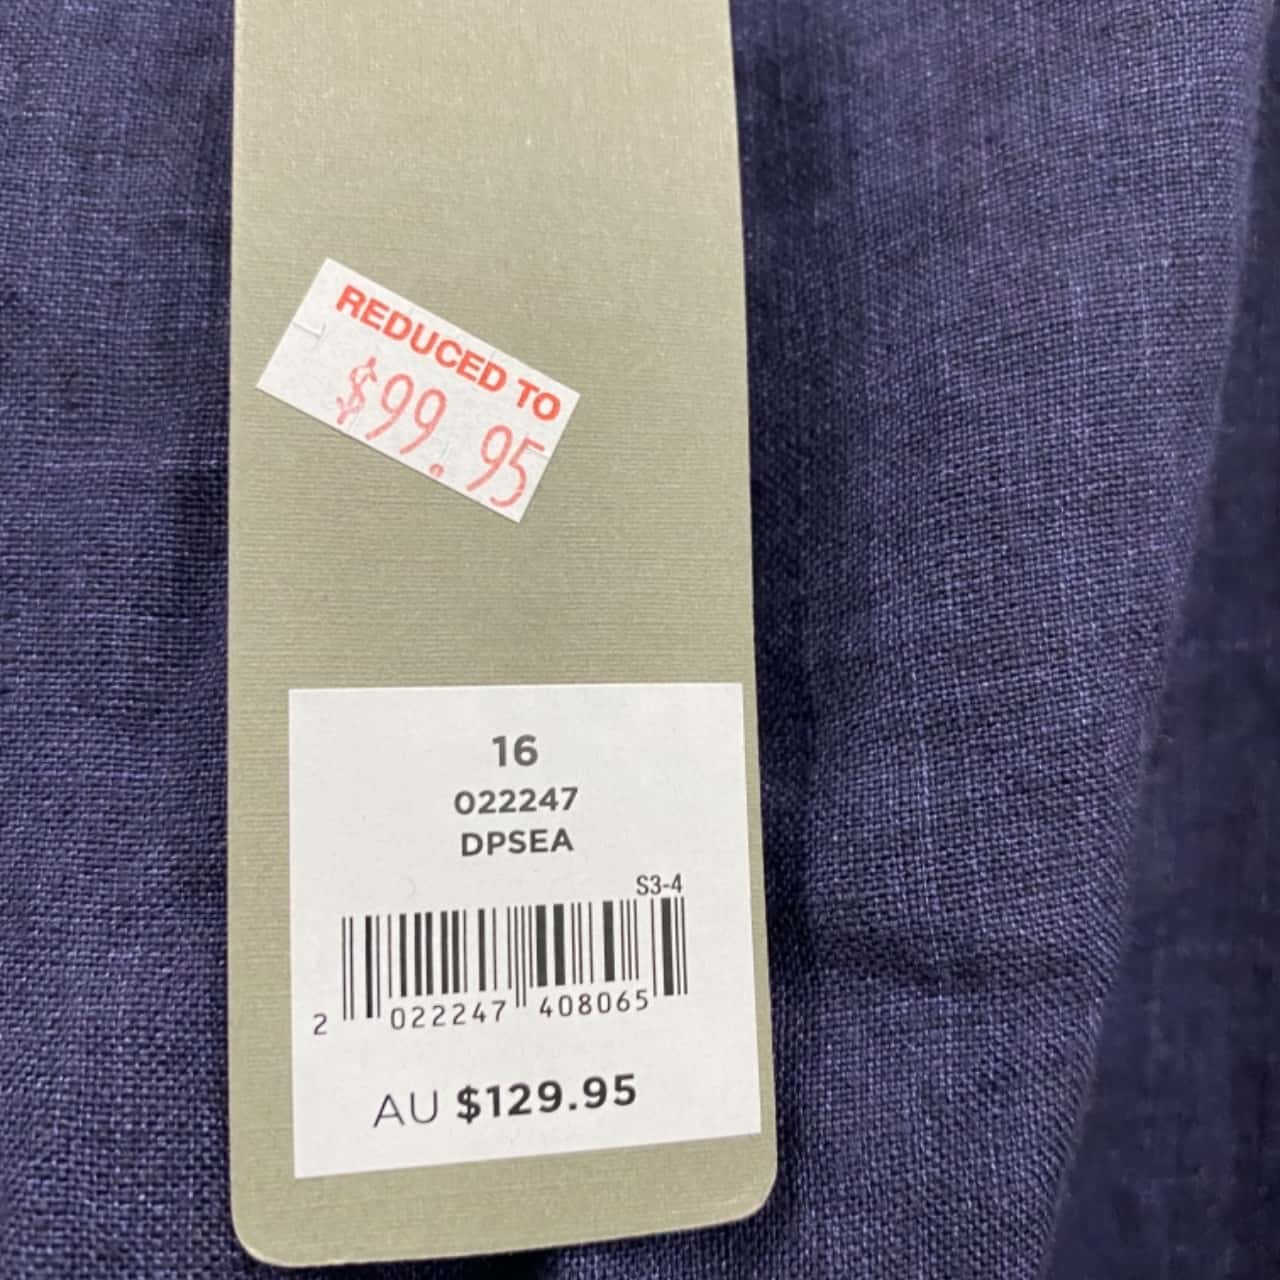 REDUCED TO
$99.95
16
022247
DPSEA
S3-4
2 022247 408065
AU $129.95